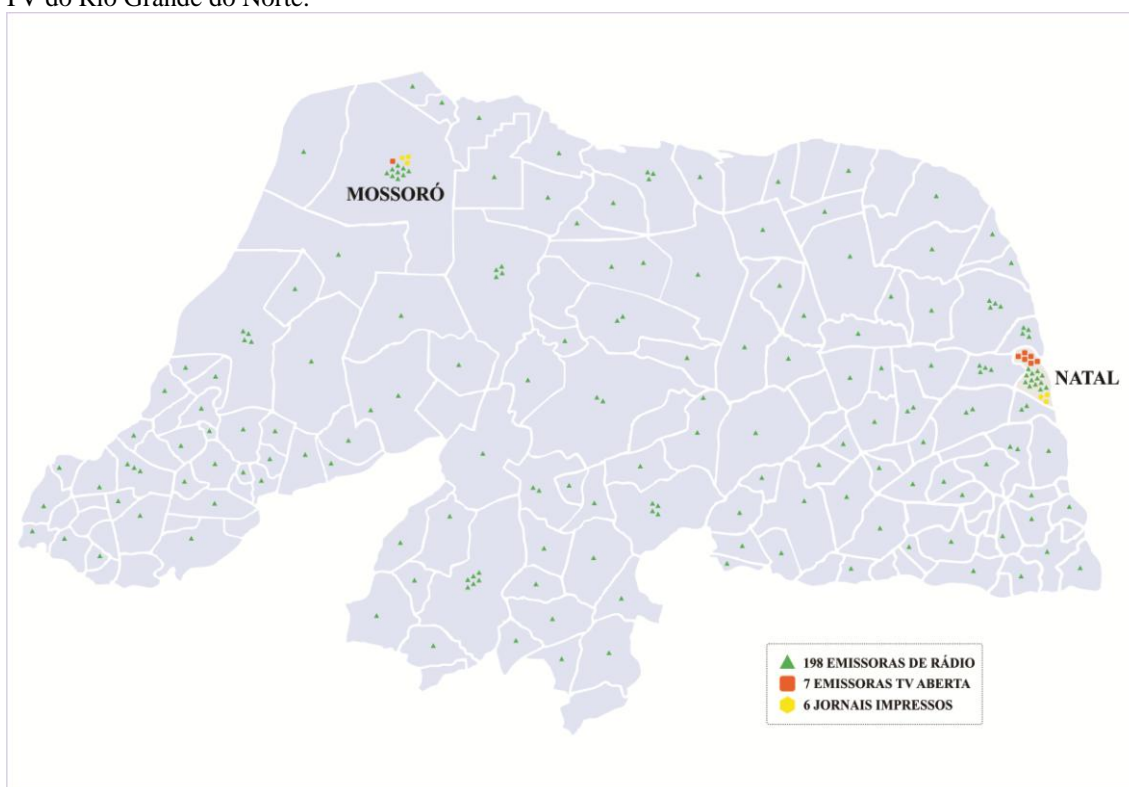 TV do Rio Grande do Norte.
MOSSORÓ
NATAL
198 EMISSORAS DE RÁDIO
7 EMISSORAS TV ABERTA
6 JORNAIS IMPRESSOS